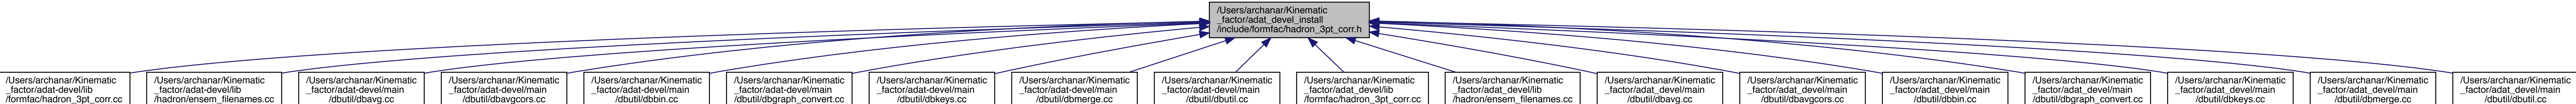 /Users/archanar/Kinematic
_factor/adat_devel_install
/include/formfac/hadron_3pt_corr.h
/Users/archanar/Kinematic
_factor/adat-devel/lib
/formfac/hadron_3pt_corr.cc
/Users/archanar/Kinematic
_factor/adat-devel/lib
/hadron/ensem_filenames.cc
/Users/archanar/Kinematic
_factor/adat-devel/main
/dbutil/dbavg.cc
/Users/archanar/Kinematic
_factor/adat-devel/main
/dbutil/dbavgcors.cc
/Users/archanar/Kinematic
_factor/adat-devel/main
/dbutil/dbbin.cc
/Users/archanar/Kinematic
_factor/adat-devel/main
/dbutil/dbgraph_convert.cc
/Users/archanar/Kinematic
_factor/adat-devel/main
/dbutil/dbkeys.cc
/Users/archanar/Kinematic
_factor/adat-devel/main
/dbutil/dbmerge.cc
/Users/archanar/Kinematic
_factor/adat-devel/main
/dbutil/dbutil.cc
/Users/archanar/Kinematic
_factor/adat_devel/lib
/formfac/hadron_3pt_corr.cc
/Users/archanar/Kinematic
_factor/adat_devel/lib
/hadron/ensem_filenames.cc
/Users/archanar/Kinematic
_factor/adat_devel/main
/dbutil/dbavg.cc
/Users/archanar/Kinematic
_factor/adat_devel/main
/dbutil/dbavgcors.cc
/Users/archanar/Kinematic
_factor/adat_devel/main
/dbutil/dbbin.cc
/Users/archanar/Kinematic
_factor/adat_devel/main
/dbutil/dbgraph_convert.cc
/Users/archanar/Kinematic
_factor/adat_devel/main
/dbutil/dbkeys.cc
/Users/archanar/Kinematic
_factor/adat_devel/main
/dbutil/dbmerge.cc
/Users/archanar/Kinematic
_factor/adat_devel/main
/dbutil/dbutil.cc